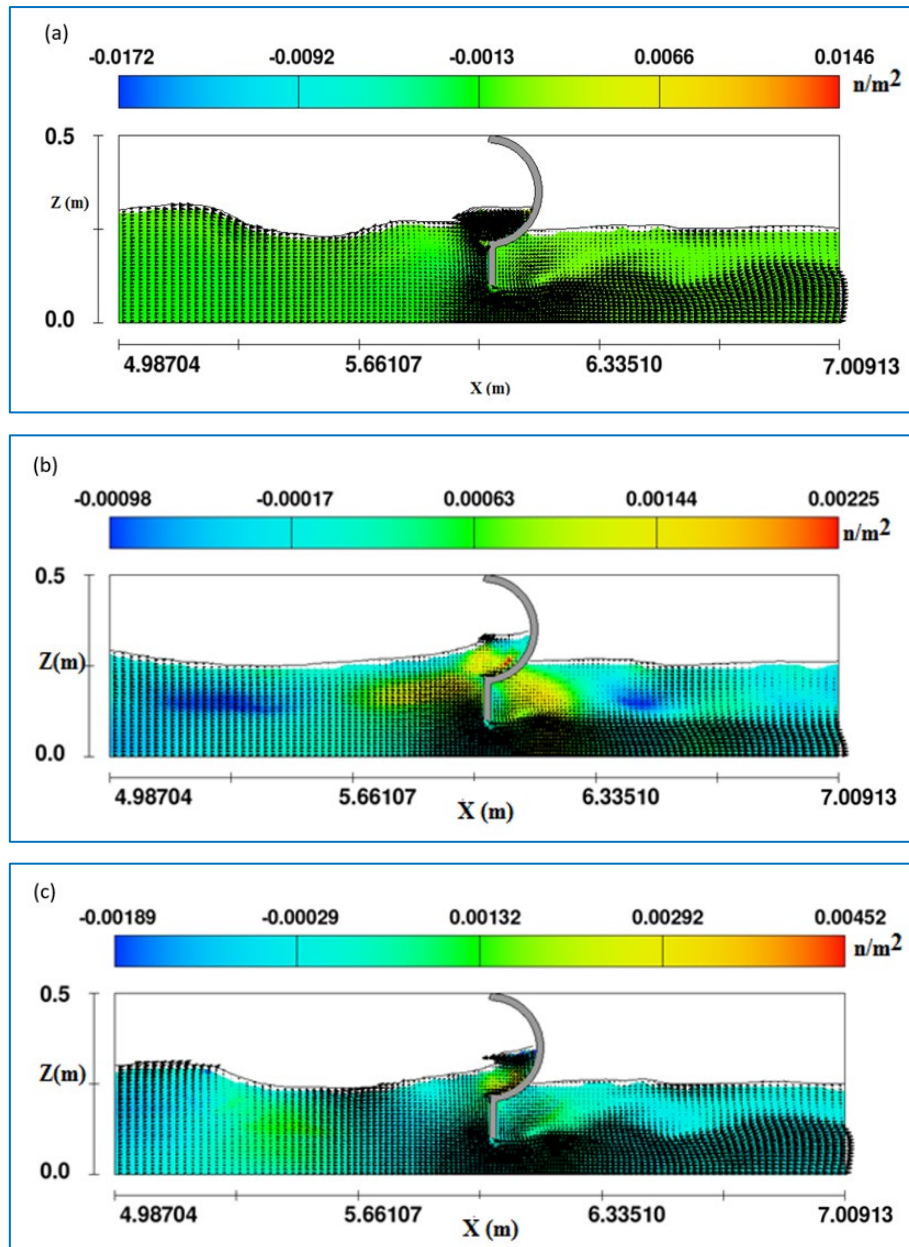 (a)
-0.0172 -0.0092 -0.0013 0.0066 0.0146
n/m²
0.5
Z (m)
0.0
4.98704 5.66107 6.33510 7.00913
X (m)
(b)
-0.00098 -0.00017 0.00063 0.00144 0.00225
n/m²
0.5
Z(m)
0.0
4.98704 5.66107 6.33510 7.00913
X (m)
(c)
-0.00189 -0.00029 0.00132 0.00292 0.00452
n/m²
0.5
Z(m)
0.0
4.98704 5.66107 6.33510 7.00913
X (m)